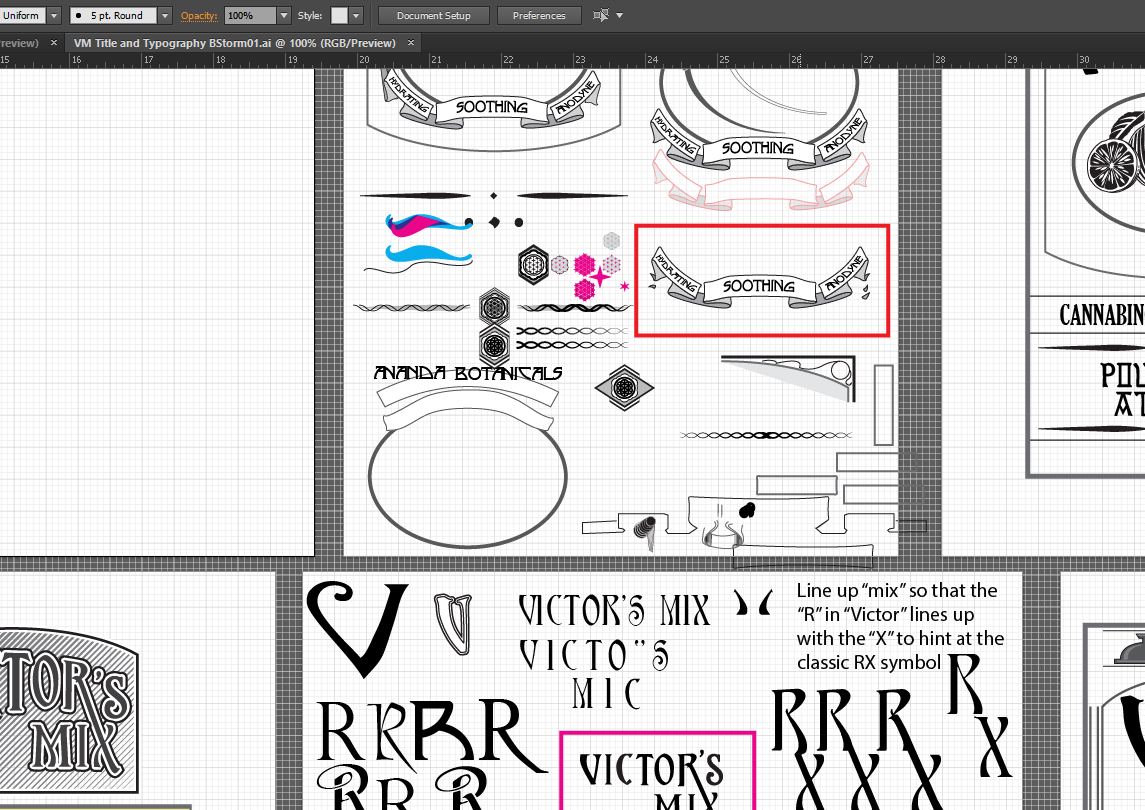 Uniform
5 pt. Round
Opacity:
100%
Style:
Document Setup
Preferences
review)
×
VM Title and Typography BStorm01.ai @ 100% (RGB/Preview)
×
15 16 17 18 19 20 21 22 23 24 25 26 27 28 29 30
HYDRATING
SOOTHING
ANODYNE
HYDRATING
SOOTHING
ANODYNE
HYDRATING
SOOTHING
ANODYNE
CANNABIN
ANANDA BOTANICALS
POLY
AT
V
V
VICTOR'S MIX
VICTO"S
MIC
Line up “mix” so that the
“R” in “Victor” lines up
with the “X” to hint at the
classic RX symbol
R
X
TOR'S
MIX
RRRR
RRR
RRR
XXX
VICTOR'S
MIX